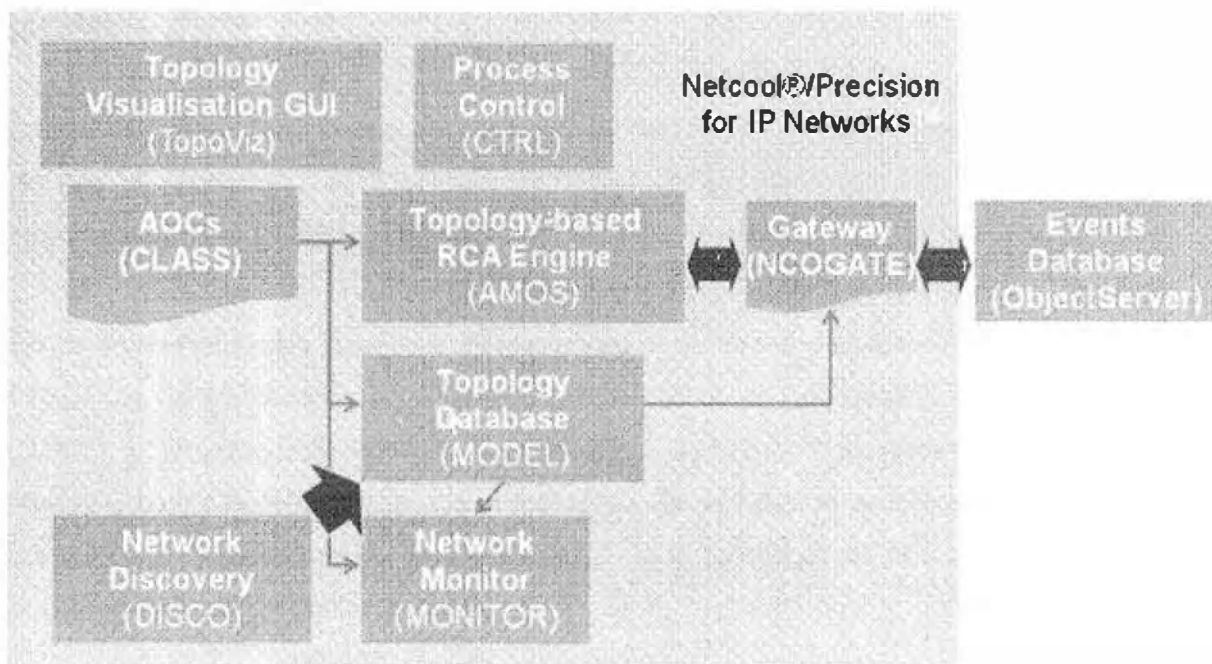 Topology
Visualisation GUI
(TopoViz)
Process
Control
(CTRL)
Netcool®/Precision
for IP Networks
AOCs
(CLASS)
Topology-based
RCA Engine
(AMOS)
Gateway
(NCOGATE)
Events
Database
(ObjectServer)
Topology
Database
(MODEL)
Network
Discovery
(DISCO)
Network
Monitor
(MONITOR)